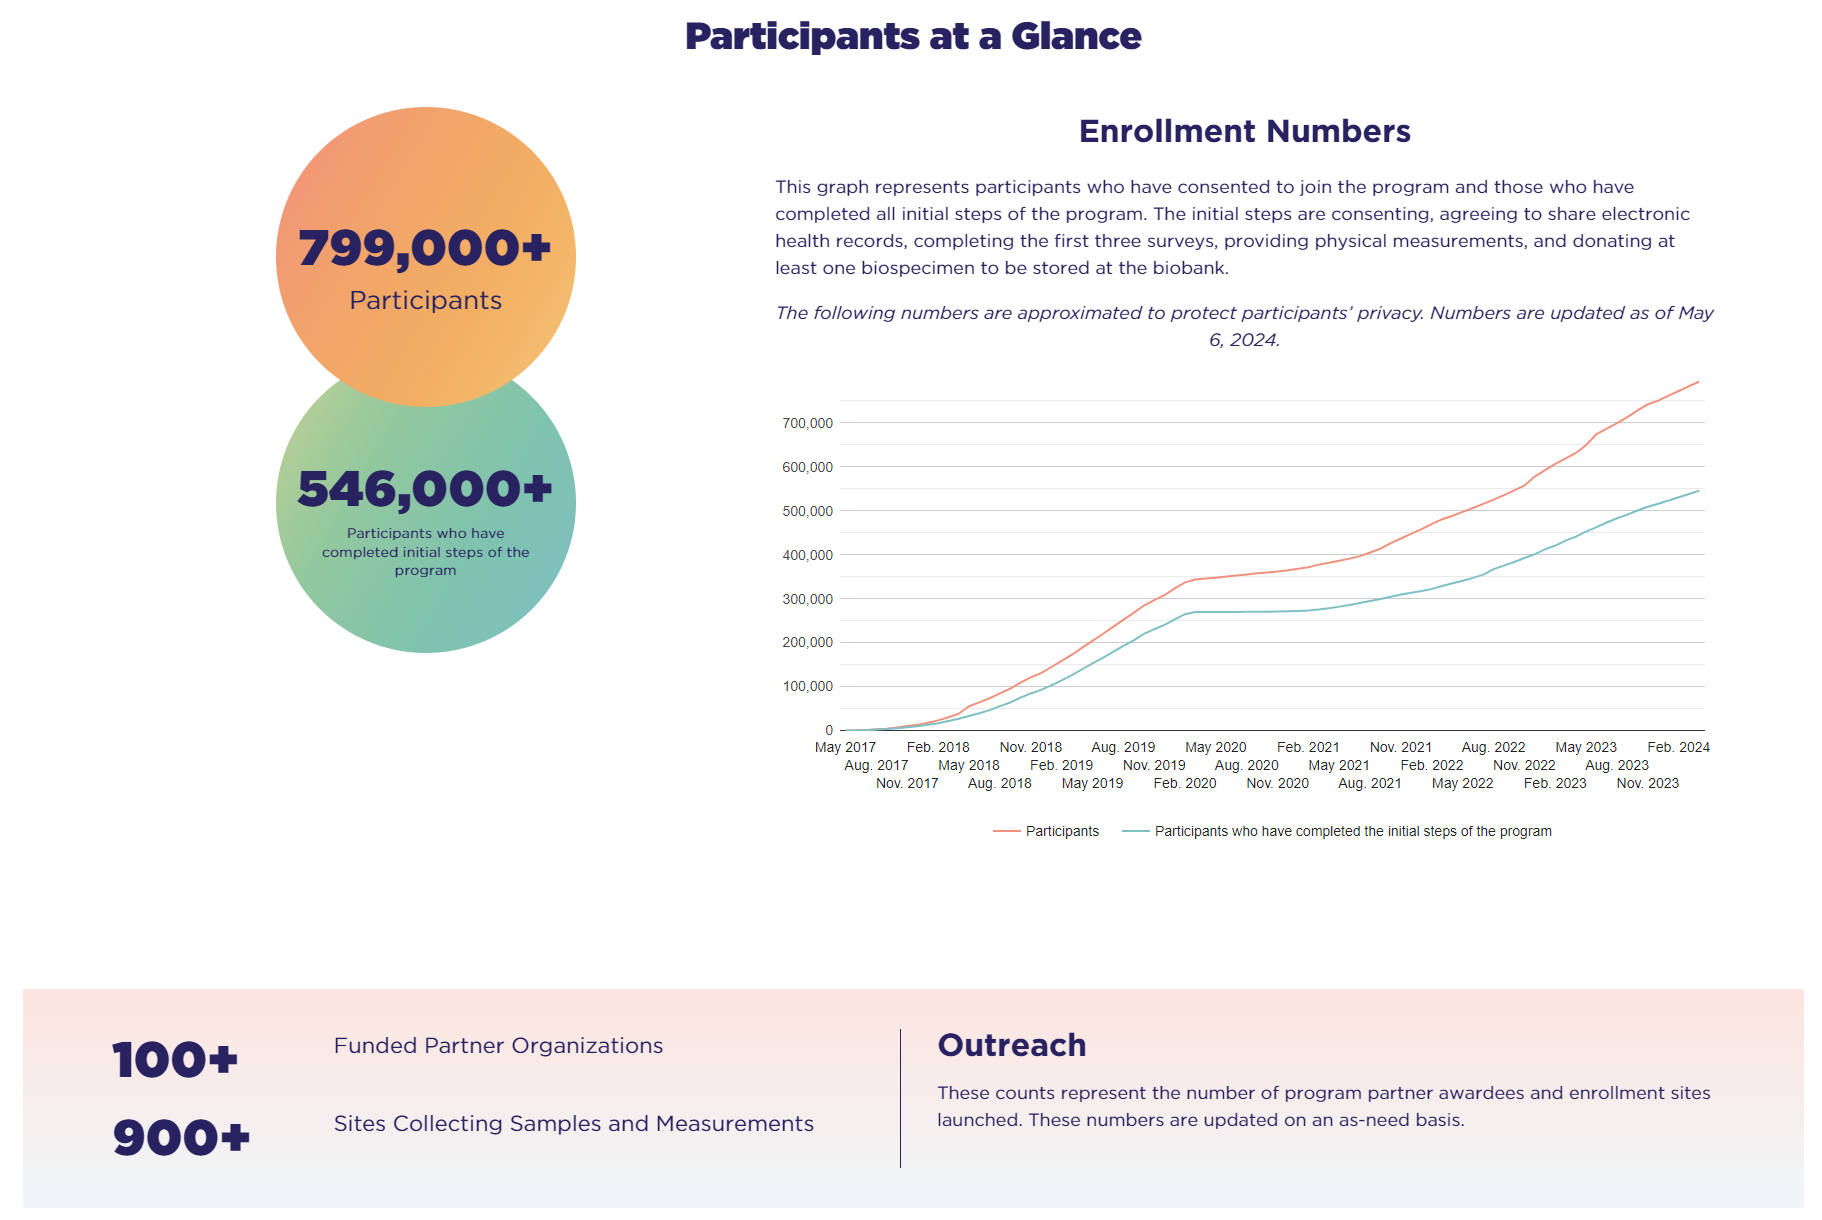 Participants at a Glance
799,000+
Participants
546,000+
Participants who have
completed initial steps of the
program
Enrollment Numbers
This graph represents participants who have consented to join the program and those who have
completed all initial steps of the program. The initial steps are consenting, agreeing to share electronic
health records, completing the first three surveys, providing physical measurements, and donating at
least one biospecimen to be stored at the biobank.
The following numbers are approximated to protect participants’ privacy. Numbers are updated as of May
6, 2024.
700,000
600,000
500,000
400,000
300,000
200,000
100,000
0
May 2017 Feb. 2018 Nov. 2018 Aug. 2019 May 2020 Feb. 2021 Nov. 2021 Aug. 2022 May 2023 Feb. 2024
Aug. 2017 May 2018 Feb. 2019 Nov. 2019 Aug. 2020 May 2021 Feb. 2022 Nov. 2022 Aug. 2023
Nov. 2017 Aug. 2018 May 2019 Feb. 2020 Nov. 2020 Aug. 2021 May 2022 Feb. 2023 Nov. 2023
Participants Participants who have completed the initial steps of the program
100+ Funded Partner Organizations
900+ Sites Collecting Samples and Measurements
Outreach
These counts represent the number of program partner awardees and enrollment sites
launched. These numbers are updated on an as-need basis.